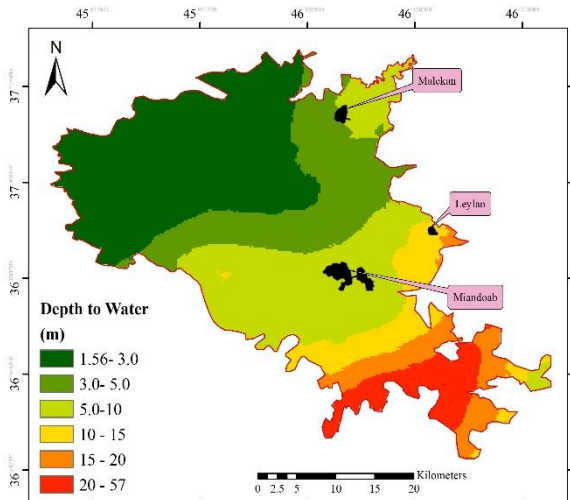 45 45 46 46 46
N
37
37
36
36
36
Malekan
Leylan
Miandoab
Depth to Water
(m)
1.56- 3.0
3.0- 5.0
5.0-10
10 - 15
15 - 20
20 - 57
Kilometers
0 1.25 2.5 5 10 15 20